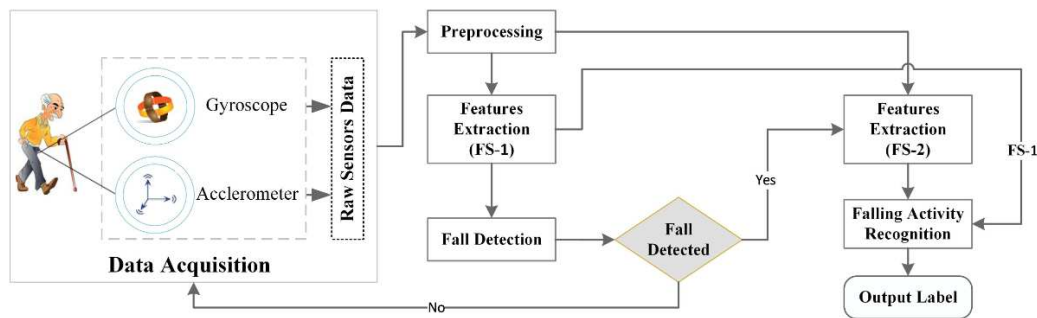 Gyroscope
Acclerometer
Raw Sensors Data
Data Acquisition
Preprocessing
Features
Extraction
(FS-1)
Fall Detection
Fall
Detected
Yes
No
Features
Extraction
(FS-2)
FS-1
Falling Activity
Recognition
Output Label